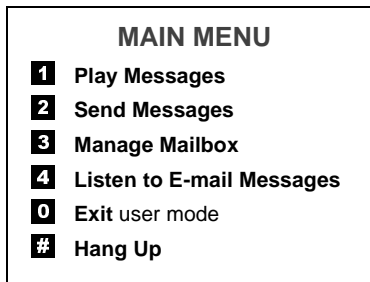 MAIN MENU
1 Play Messages
2 Send Messages
3 Manage Mailbox
4 Listen to E-mail Messages
0 Exit user mode
# Hang Up